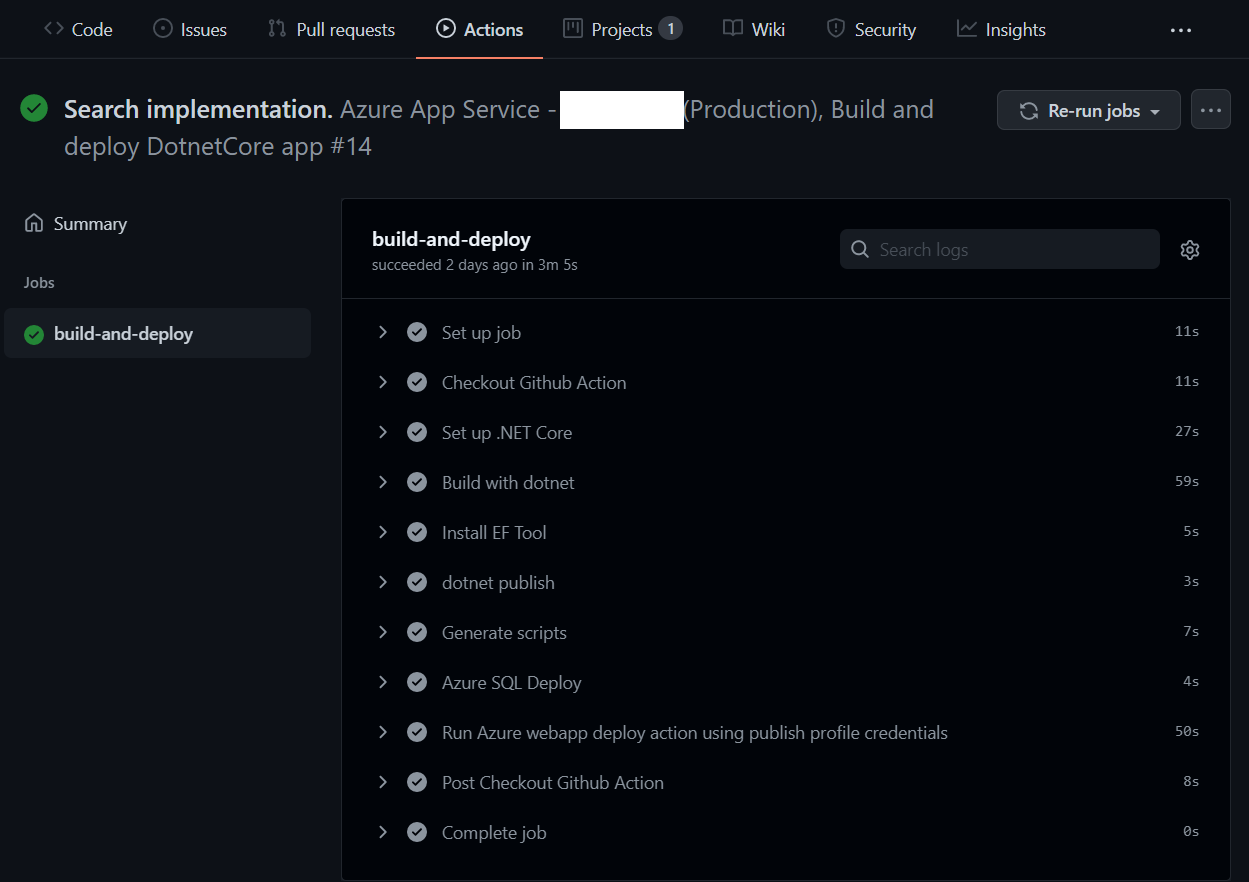 Code Issues Pull requests Actions Projects 1 Wiki Security Insights ...
Search implementation. Azure App Service - (Production), Build and
deploy DotnetCore app #14
Re-run jobs ...
Summary
Jobs
build-and-deploy
build-and-deploy
succeeded 2 days ago in 3m 5s
Search logs
Set up job 11s
Checkout Github Action 11s
Set up .NET Core 27s
Build with dotnet 59s
Install EF Tool 5s
dotnet publish 3s
Generate scripts 7s
Azure SQL Deploy 4s
Run Azure webapp deploy action using publish profile credentials 50s
Post Checkout Github Action 8s
Complete job 0s